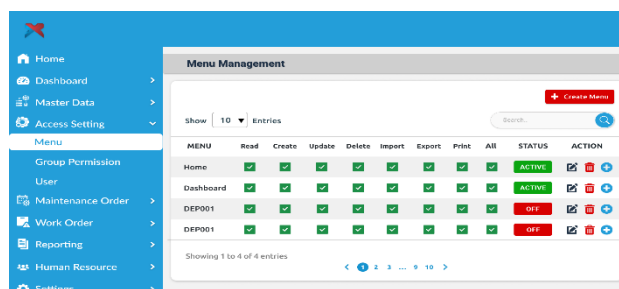 Home
Dashboard
Master Data
Access Setting
Menu
Group Permission
User
Maintenance Order
Work Order
Reporting
Human Resource
Settings
Menu Management
+ Create Menu
Show 10 Entries
Search...
MENU Read Create Update Delete Import Export Print All STATUS ACTION
Home ACTIVE
Dashboard ACTIVE
DEP001 OFF
DEP001 OFF
Showing 1 to 4 of 4 entries
< 1 2 3 ... 9 10 >